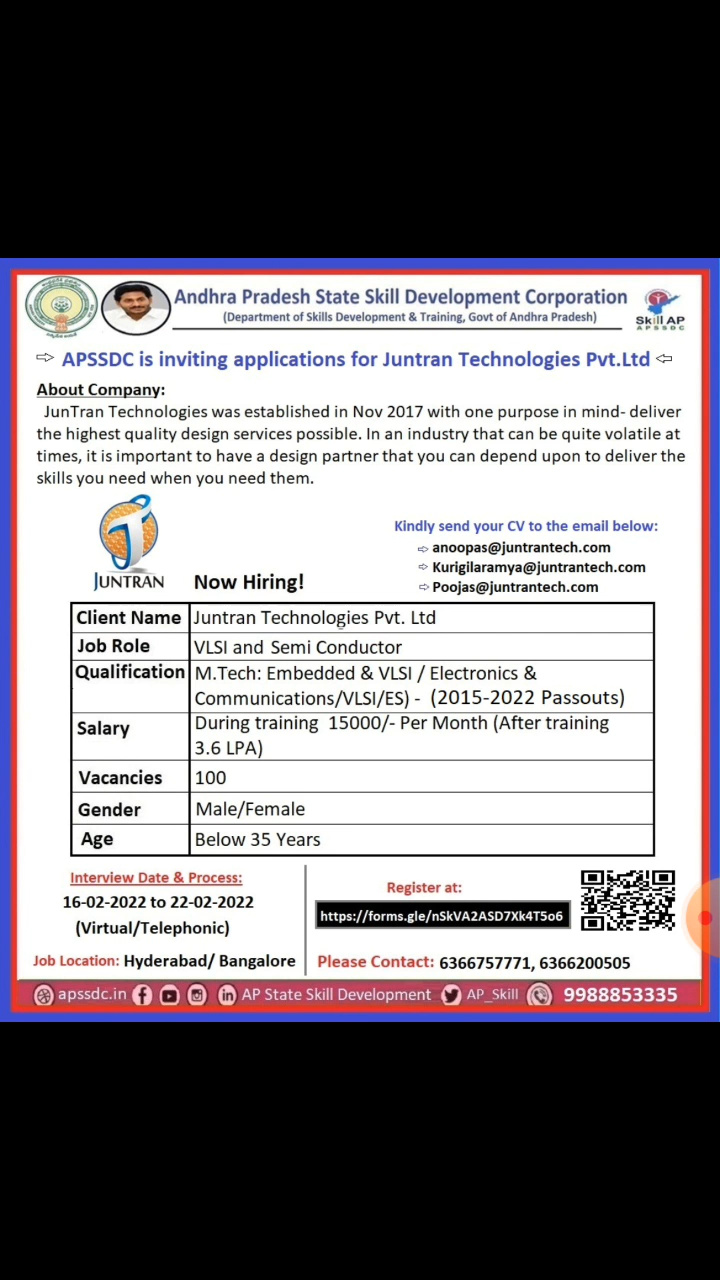 Andhra Pradesh State Skill Development Corporation
(Department of Skills Development & Training, Govt of Andhra Pradesh)
Skill AP
APSSDC
⇨ APSSDC is inviting applications for Juntran Technologies Pvt.Ltd ⇦
About Company:
JunTran Technologies was established in Nov 2017 with one purpose in mind- deliver
the highest quality design services possible. In an industry that can be quite volatile at
times, it is important to have a design partner that you can depend upon to deliver the
skills you need when you need them.
JUNTRAN
Now Hiring!
Kindly send your CV to the email below:
⇨ anoopas@juntrantech.com
⇨ Kurigilaramya@juntrantech.com
⇨ Poojas@juntrantech.com
Client Name Juntran Technologies Pvt. Ltd
Job Role VLSI and Semi Conductor
Qualification M.Tech: Embedded & VLSI / Electronics &
Communications/VLSI/ES) - (2015-2022 Passouts)
Salary During training 15000/- Per Month (After training
3.6 LPA)
Vacancies 100
Gender Male/Female
Age Below 35 Years
Interview Date & Process:
16-02-2022 to 22-02-2022
(Virtual/Telephonic)
Job Location: Hyderabad/ Bangalore
Register at:
https://forms.gle/nSkVA2ASD7Xk4T5o6
Please Contact: 6366757771, 6366200505
apssdc.in AP State Skill Development AP_Skill 9988853335